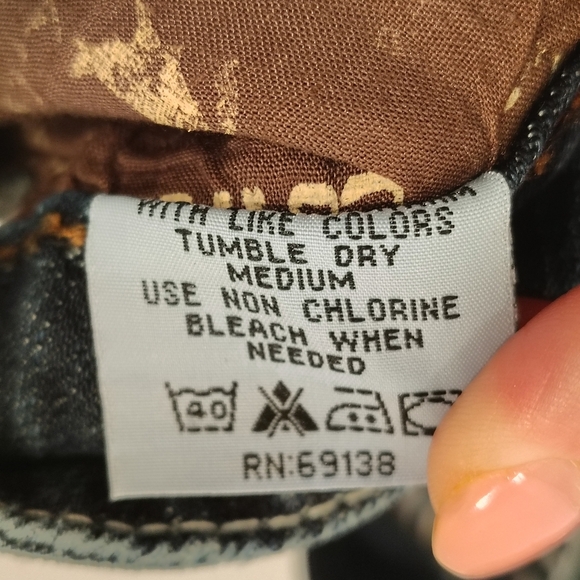 WITH LIKE COLORS
TUMBLE DRY
MEDIUM
USE NON CHLORINE
BLEACH WHEN
NEEDED
40
RN:69138